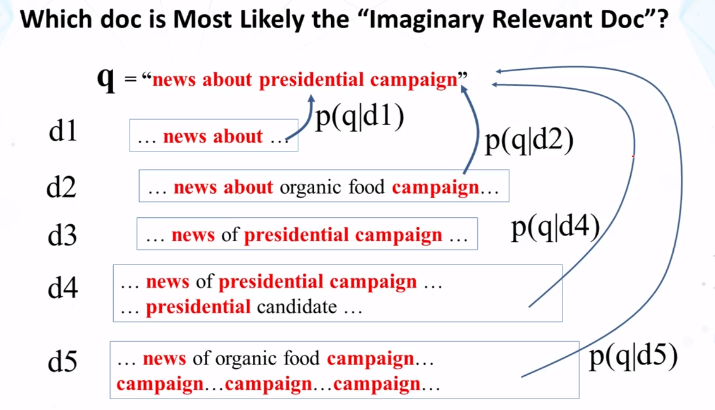 Which doc is Most Likely the “Imaginary Relevant Doc”?
q = “news about presidential campaign”
d1 … news about … p(q|d1)
d2 … news about organic food campaign… p(q|d2)
d3 … news of presidential campaign … p(q|d4)
d4 … news of presidential campaign …
… presidential candidate …
d5 … news of organic food campaign… p(q|d5)
campaign…campaign…campaign…